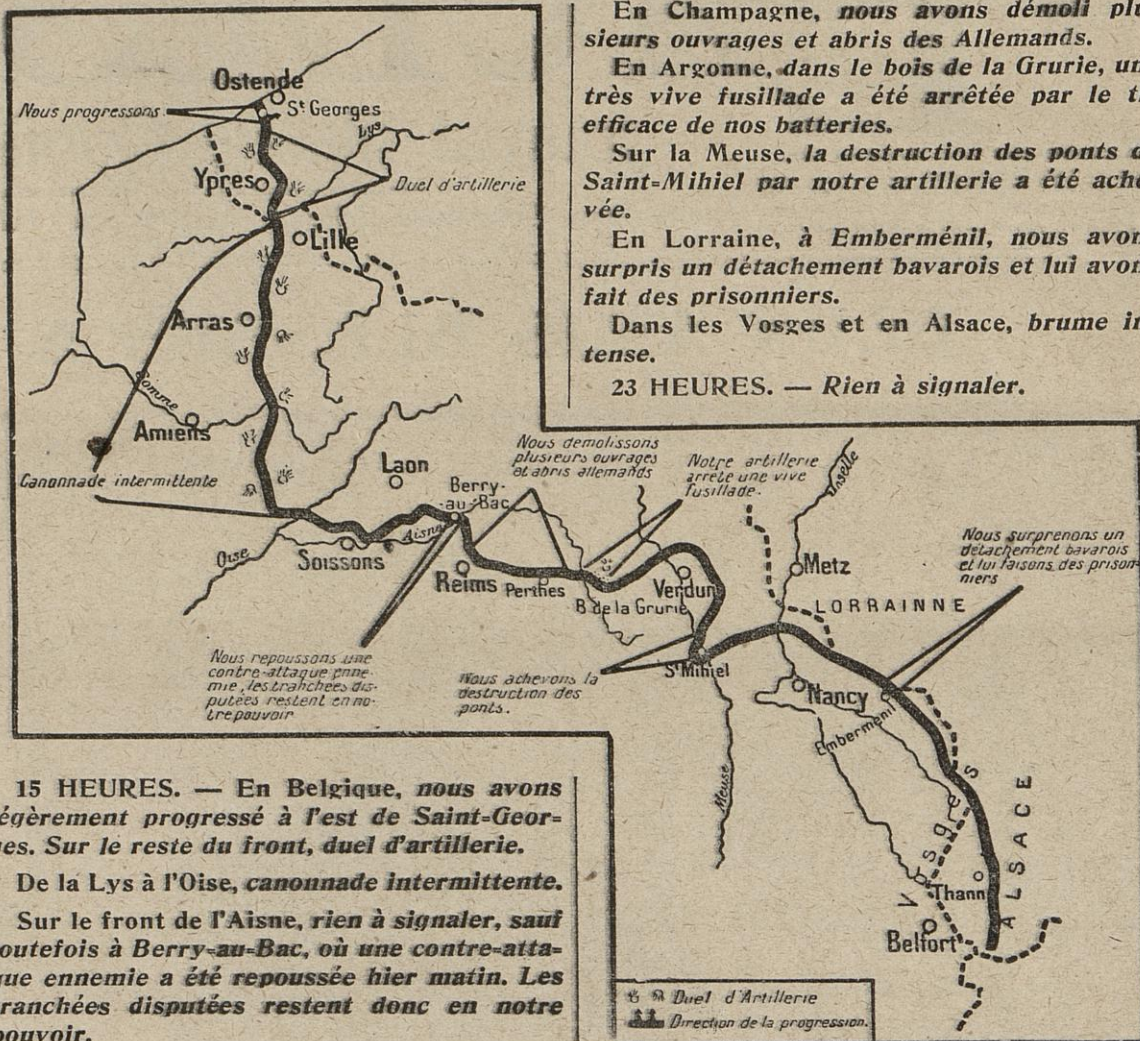 Ostende
Nous progressons
St Georges
Lys
Ypres
Duel d'artillerie
Lille
Arras
Somme
Amiens
Canonnade intermittente
Laon
Berry-
au-Bac
Aisne
Oise
Soissons
Reims
Perthes
Nous demolissons
plusieurs ouvrages
et abris allemands
Notre artillerie
arrête une vive
fusillade.
B. de la Grurie
Verdun
Metz
LORRAINNE
Nous surprenons un
détachement bavarois
et lui faisons des prison-
niers
Nous repoussons une
contre-attaque enne-
mie, les tranchées dis-
putées restent en no-
tre pouvoir
Nous achevons la
destruction des
ponts.
St Mihiel
Nancy
Emberménil
Meuse
Vosges
ALSACE
Thann
Belfort
Duel d'Artillerie
Direction de la progression.
15 HEURES. — En Belgique, nous avons
égèrement progressé à l'est de Saint-Geor-
es. Sur le reste du front, duel d'artillerie.
De la Lys à l'Oise, canonnade intermittente.
Sur le front de l'Aisne, rien à signaler, sauf
outefois à Berry-au-Bac, où une contre-atta-
ue ennemie a été repoussée hier matin. Les
ranchées disputées restent donc en notre
pouvoir.
En Champagne, nous avons démoli plu
sieurs ouvrages et abris des Allemands.
En Argonne, dans le bois de la Grurie, un
très vive fusillade a été arrêtée par le t
efficace de nos batteries.
Sur la Meuse, la destruction des ponts d
Saint-Mihiel par notre artillerie a été ach
vée.
En Lorraine, à Emberménil, nous avon
surpris un détachement bavarois et lui avon
fait des prisonniers.
Dans les Vosges et en Alsace, brume in
tense.
23 HEURES. — Rien à signaler.